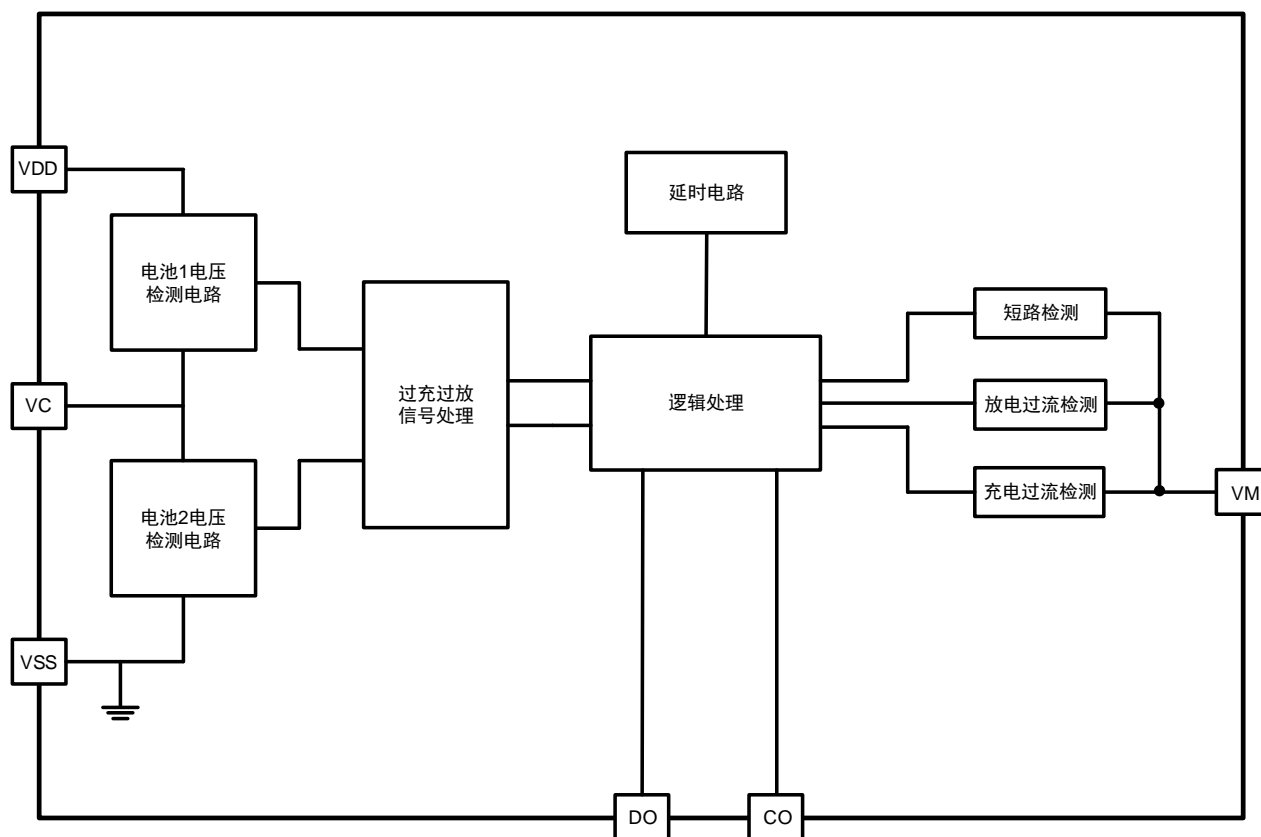 VDD
延时电路
电池1电压
检测电路
短路检测
过充过放
信号处理
逻辑处理
VC
放电过流检测
充电过流检测
VM
电池2电压
检测电路
VSS
DO
CO